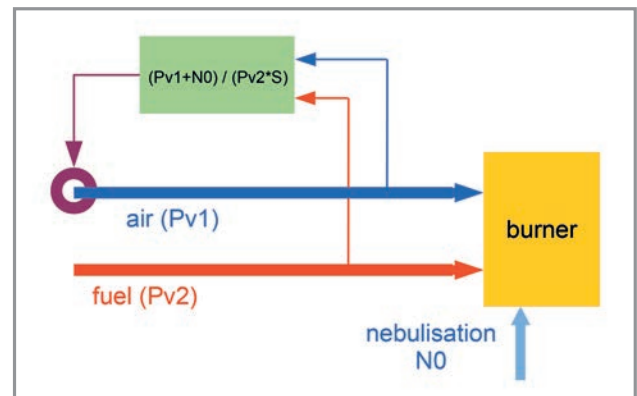 (Pv1+N0) / (Pv2*S)
air (Pv1)
burner
fuel (Pv2)
nebulisation
N0